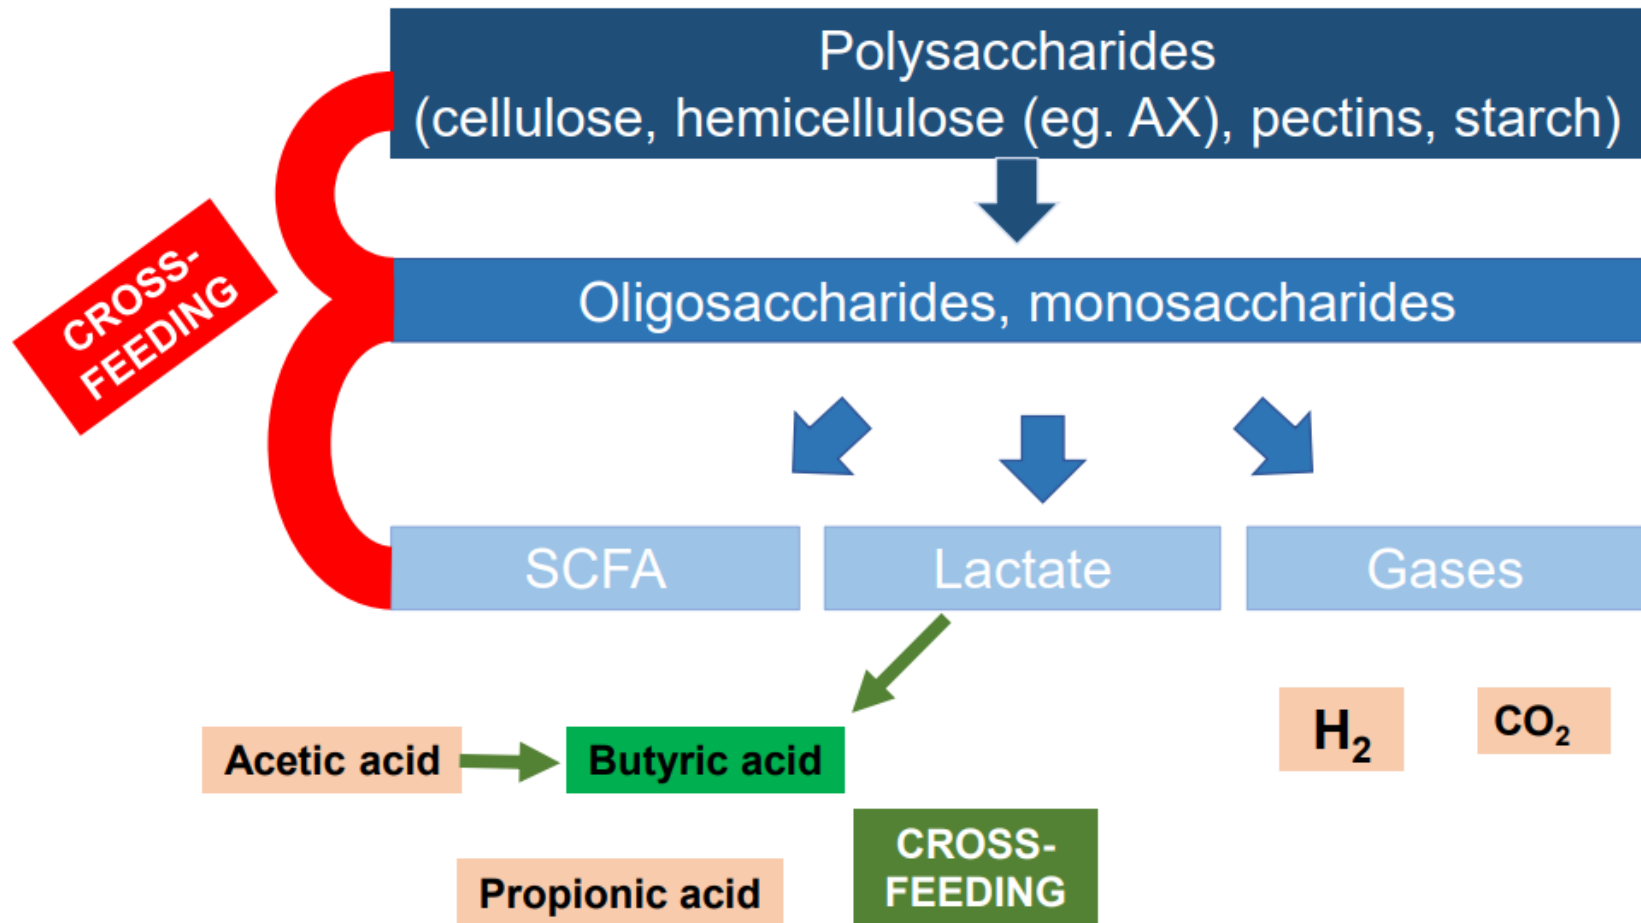 Polysaccharides
(cellulose, hemicellulose (eg. AX), pectins, starch)
CROSS-
FEEDING
Oligosaccharides, monosaccharides
SCFA
Lactate
Gases
H₂
CO₂
Acetic acid
Butyric acid
CROSS-
FEEDING
Propionic acid